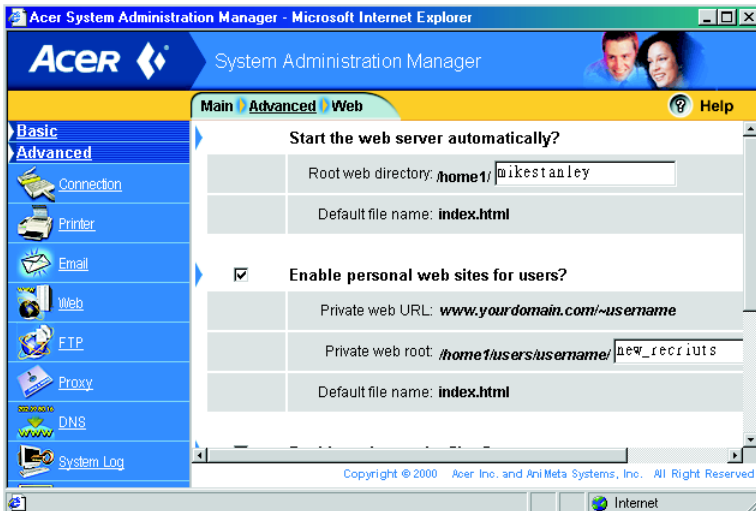 Acer System Administration Manager - Microsoft Internet Explorer
Acer
System Administration Manager
Main Advanced Web
Help
Basic
Advanced
Connection
Printer
Email
Web
FTP
Proxy
DNS
System Log
Start the web server automatically?
Root web directory: /home1/ mikestanley
Default file name: index.html
Enable personal web sites for users?
Private web URL: www.yourdomain.com/~username
Private web root: /home1/users/username/ new_recriuts
Default file name: index.html
Copyright © 2000 Acer Inc. and AniMeta Systems, Inc. All Right Reserved
Internet